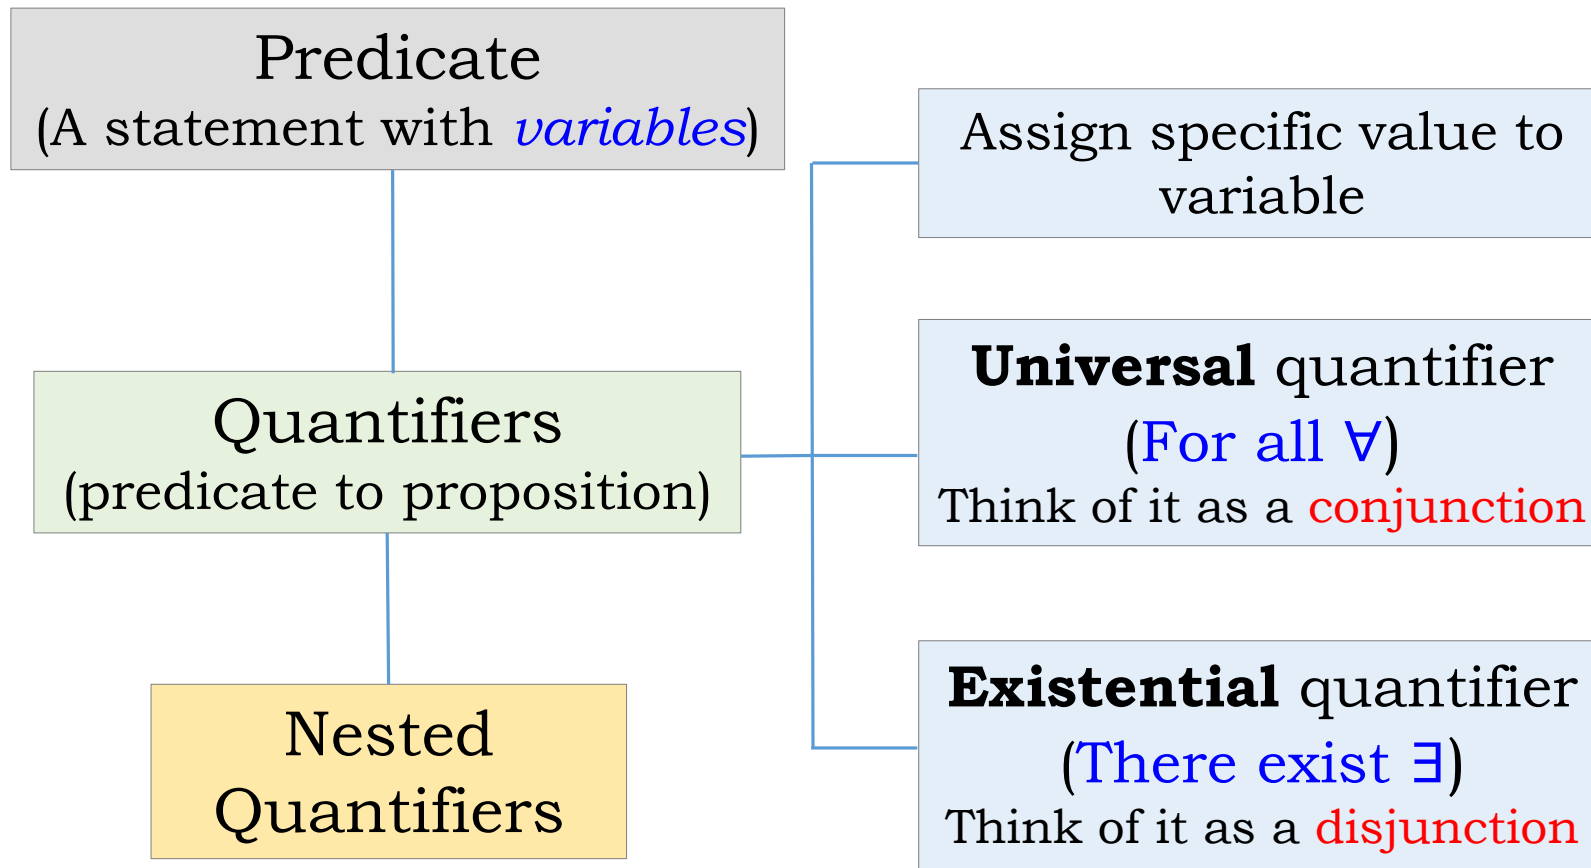 Predicate
(A statement with variables)
Assign specific value to
variable
Quantifiers
(predicate to proposition)
Universal quantifier
(For all ∀)
Think of it as a conjunction
Nested
Quantifiers
Existential quantifier
(There exist ∃)
Think of it as a disjunction